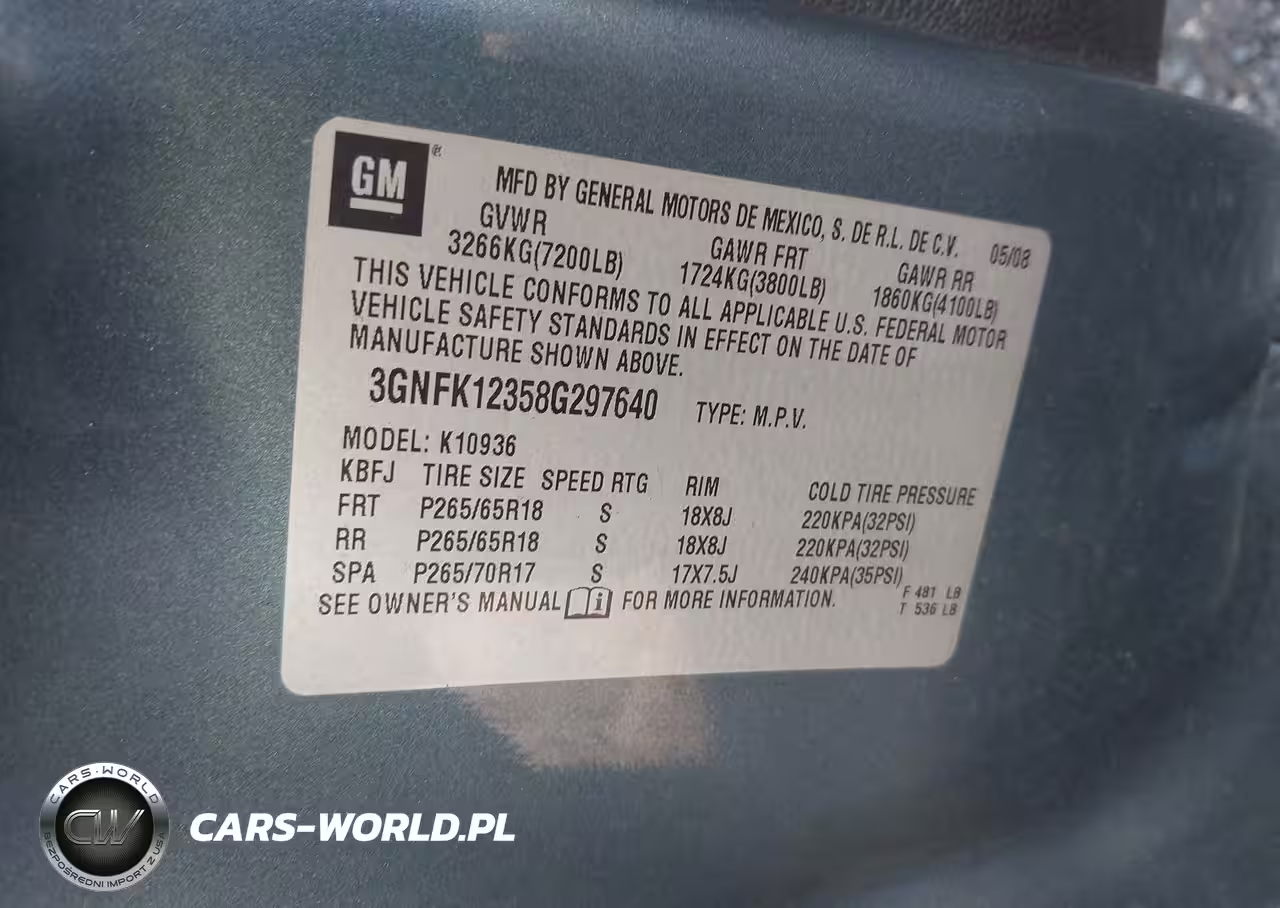 GM®
MFD BY GENERAL MOTORS DE MEXICO, S. DE R.L. DE C.V. 05/08
GVWR GAWR FRT GAWR RR
3266KG(7200LB) 1724KG(3800LB) 1860KG(4100LB)
THIS VEHICLE CONFORMS TO ALL APPLICABLE U.S. FEDERAL MOTOR
VEHICLE SAFETY STANDARDS IN EFFECT ON THE DATE OF
MANUFACTURE SHOWN ABOVE.
3GNFK12358G297640 TYPE: M.P.V.
MODEL: K10936
KBFJ TIRE SIZE SPEED RTG RIM COLD TIRE PRESSURE
FRT P265/65R18 S 18X8J 220KPA(32PSI)
RR P265/65R18 S 18X8J 220KPA(32PSI)
SPA P265/70R17 S 17X7.5J 240KPA(35PSI)
SEE OWNER'S MANUAL i FOR MORE INFORMATION.
F 481 LB
T 536 LB
CARS-WORLD
CW
BEZPOŚREDNI IMPORT Z USA
CARS-WORLD.PL